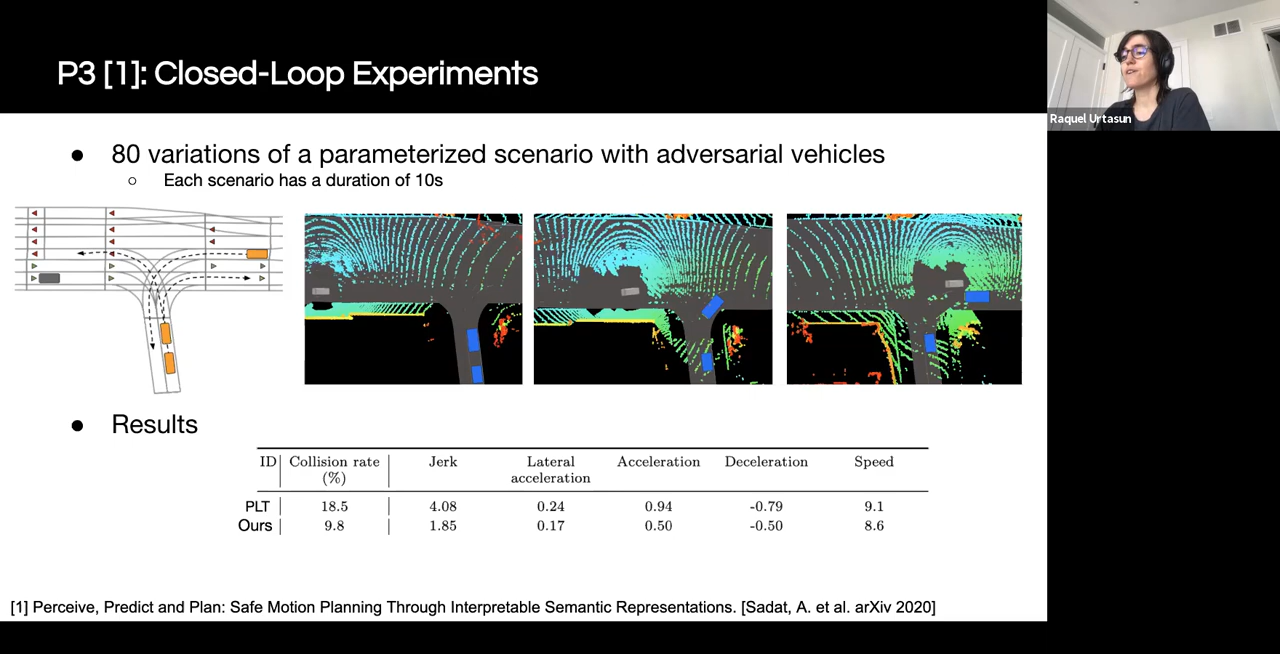 P3 [1]: Closed-Loop Experiments
Raquel Urtasun
● 80 variations of a parameterized scenario with adversarial vehicles
○ Each scenario has a duration of 10s
● Results
ID Collision rate (%) Jerk Lateral acceleration Acceleration Deceleration Speed
PLT 18.5 4.08 0.24 0.94 -0.79 9.1
Ours 9.8 1.85 0.17 0.50 -0.50 8.6
[1] Perceive, Predict and Plan: Safe Motion Planning Through Interpretable Semantic Representations. [Sadat, A. et al. arXiv 2020]